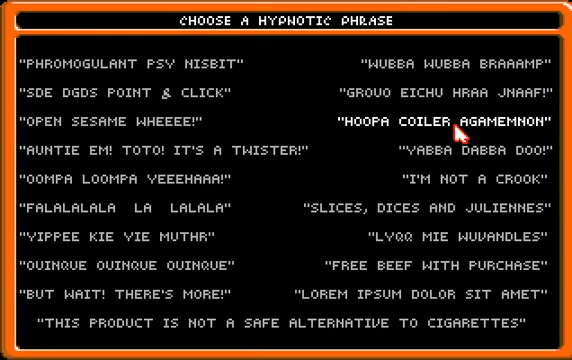 CHOOSE A HYPNOTIC PHRASE
"PHROMOGULANT PSY NISBIT" "WUBBA WUBBA BRAAAMP"
"SDE DGDS POINT & CLICK" "GROUO EICHU HRAA JNAAF!"
"OPEN SESAME WHEEEE!" "HOOPA COILER AGAMEMNON"
"AUNTIE EM! TOTO! IT'S A TWISTER!" "YABBA DABBA DOO!"
"OOMPA LOOMPA YEEEHAAA!" "I'M NOT A CROOK"
"FALALALALA LA LALALA" "SLICES, DICES AND JULIENNES"
"YIPPEE KIE YIE MUTHR" "LYQQ MIE WUVANDLES"
"QUINQUE QUINQUE QUINQUE" "FREE BEEF WITH PURCHASE"
"BUT WAIT! THERE'S MORE!" "LOREM IPSUM DOLOR SIT AMET"
"THIS PRODUCT IS NOT A SAFE ALTERNATIVE TO CIGARETTES"